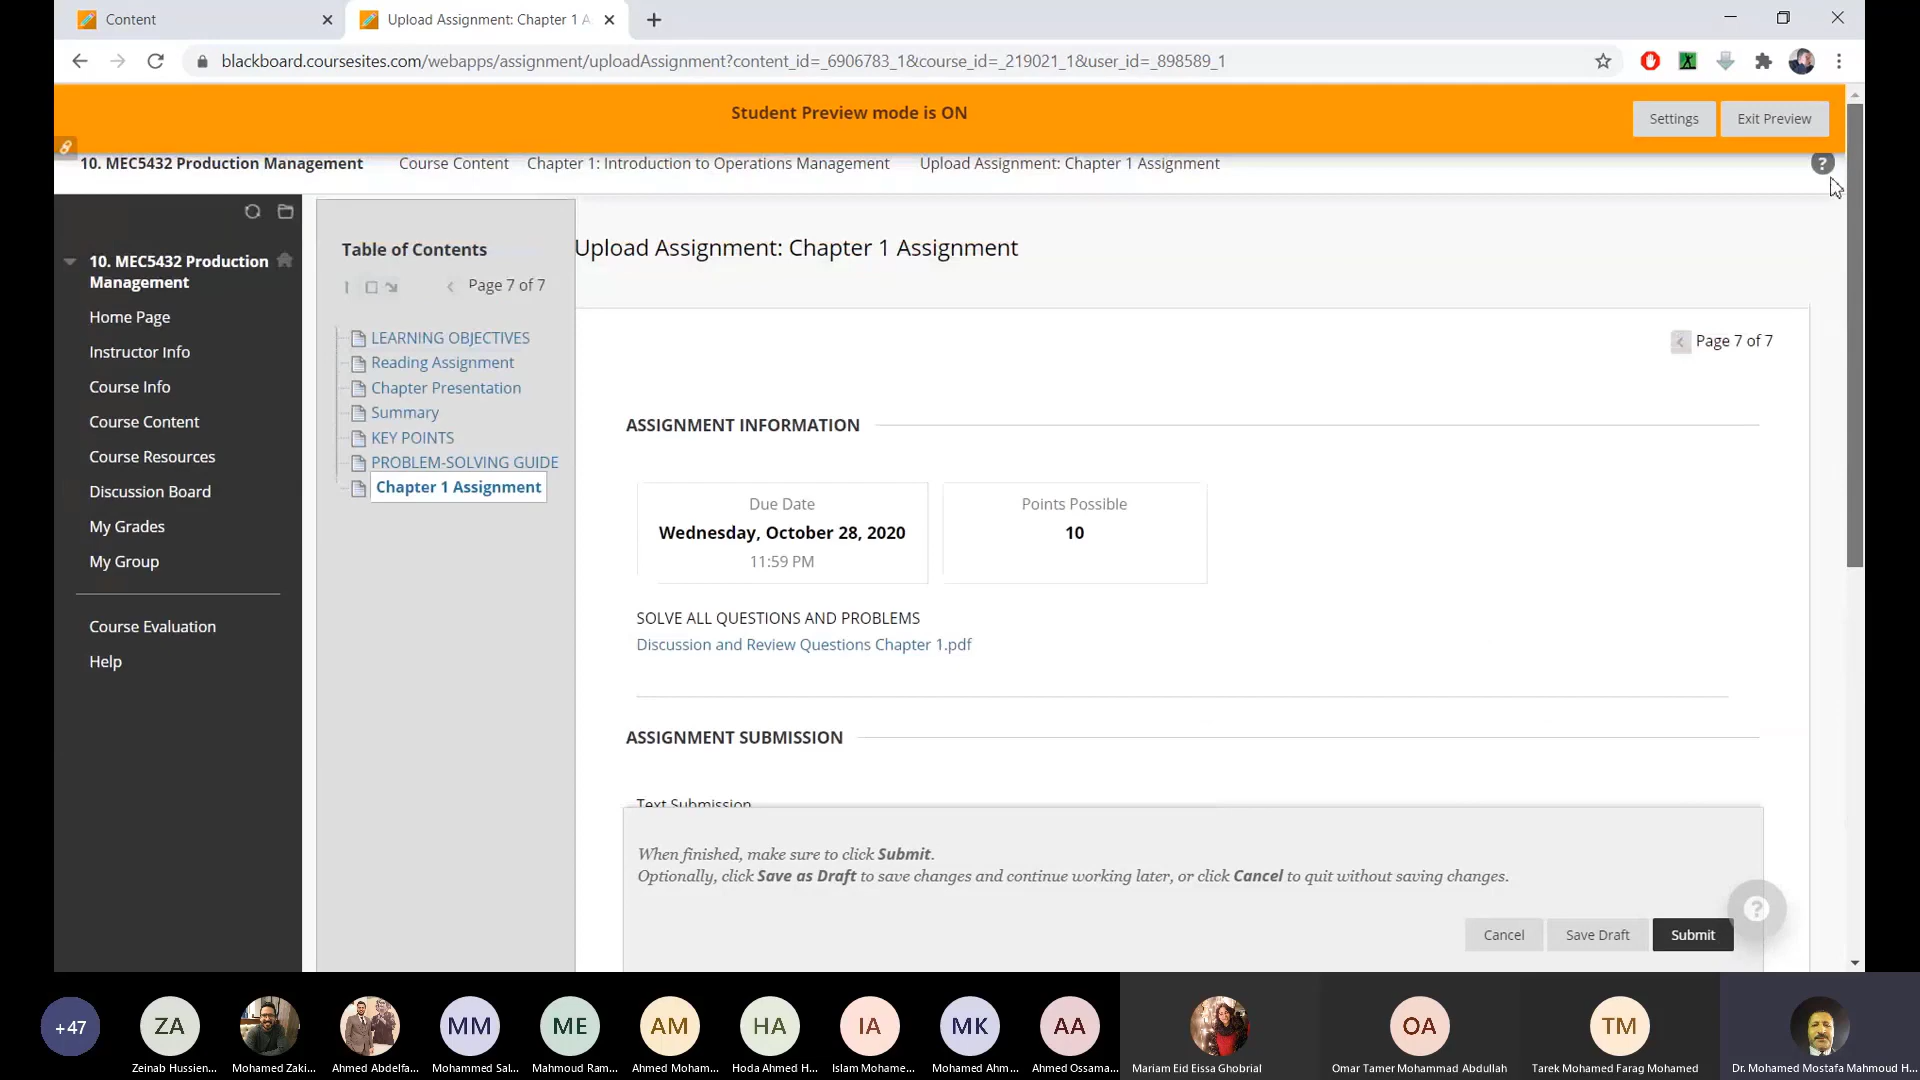 Content
Upload Assignment: Chapter 1 A
blackboard.coursesites.com/webapps/assignment/uploadAssignment?content_id=_6906783_1&course_id=_219021_1&user_id=_898589_1
Student Preview mode is ON
Settings
Exit Preview
10. MEC5432 Production Management
Course Content
Chapter 1: Introduction to Operations Management
Upload Assignment: Chapter 1 Assignment
?
10. MEC5432 Production
Management
Home Page
Instructor Info
Course Info
Course Content
Course Resources
Discussion Board
My Grades
My Group
Course Evaluation
Help
Table of Contents
Page 7 of 7
LEARNING OBJECTIVES
Reading Assignment
Chapter Presentation
Summary
KEY POINTS
PROBLEM-SOLVING GUIDE
Chapter 1 Assignment
Upload Assignment: Chapter 1 Assignment
Page 7 of 7
ASSIGNMENT INFORMATION
Due Date
Wednesday, October 28, 2020
11:59 PM
Points Possible
10
SOLVE ALL QUESTIONS AND PROBLEMS
Discussion and Review Questions Chapter 1.pdf
ASSIGNMENT SUBMISSION
Text Submission
When finished, make sure to click Submit.
Optionally, click Save as Draft to save changes and continue working later, or click Cancel to quit without saving changes.
?
Cancel
Save Draft
Submit
+47
ZA
MM
ME
AM
HA
IA
MK
AA
OA
TM
Zeinab Hussien...
Mohamed Zaki...
Ahmed Abdelfa...
Mohammed Sal...
Mahmoud Ram...
Ahmed Moham...
Hoda Ahmed H...
Islam Mohame...
Mohamed Ahm...
Ahmed Ossama...
Mariam Eid Eissa Ghobrial
Omar Tamer Mohammad Abdullah
Tarek Mohamed Farag Mohamed
Dr. Mohamed Mostafa Mahmoud H...